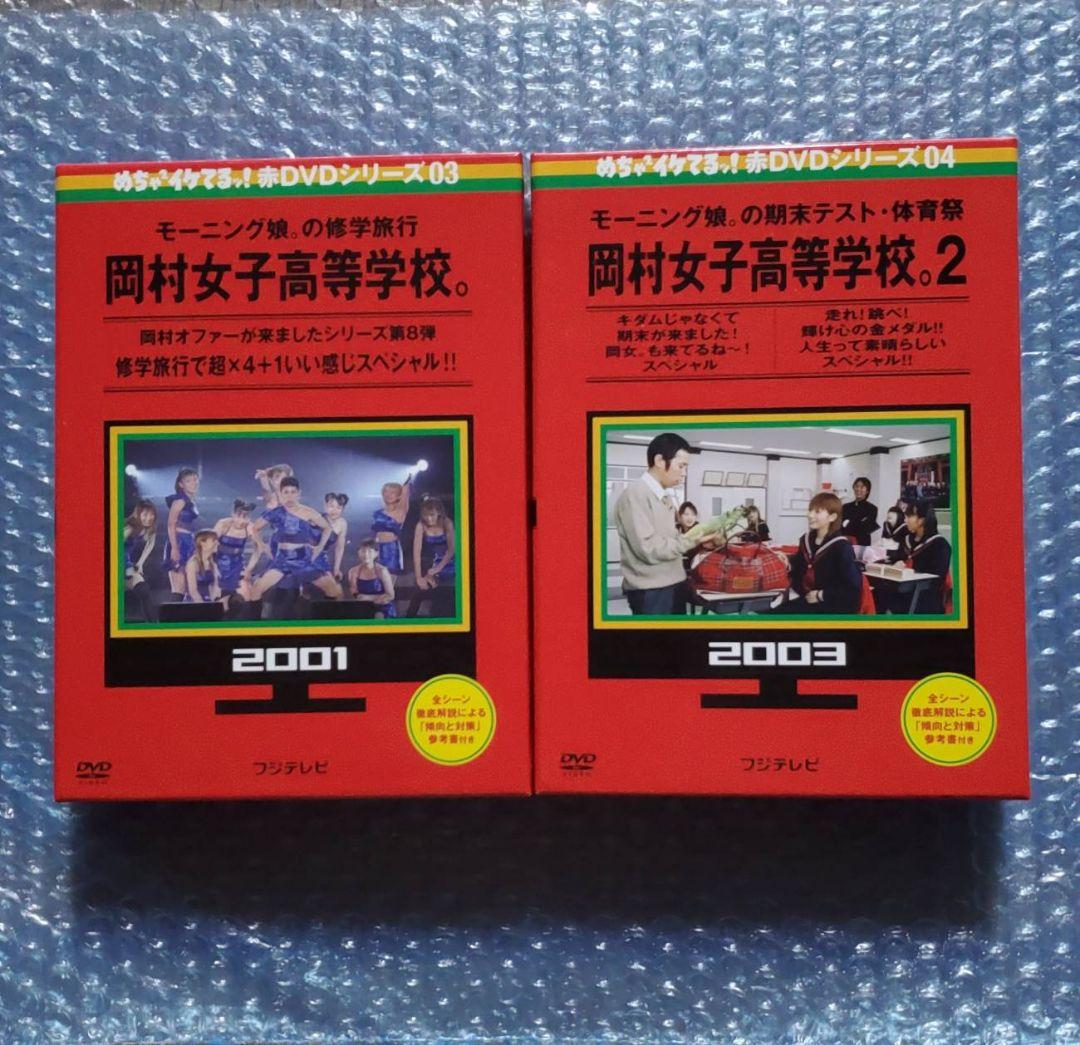 めちゃ²イケてるッ!赤DVDシリーズ03
モーニング娘。の修学旅行
岡村女子高等学校。
岡村オファーが来ましたシリーズ第8弾
修学旅行で超×4+1いい感じスペシャル!!
2001
全シーン
徹底解説による
「傾向と対策」
参考書付き
DVD
VIDEO
フジテレビ
めちゃ²イケてるッ!赤DVDシリーズ04
モーニング娘。の期末テスト・体育祭
岡村女子高等学校。2
キダムじゃなくて
期末が来ました!
岡女。も来てるね〜!
スペシャル
走れ!跳べ!
輝け心の金メダル!!
人生って素晴らしい
スペシャル!!
2003
全シーン
徹底解説による
「傾向と対策」
参考書付き
DVD
VIDEO
フジテレビ